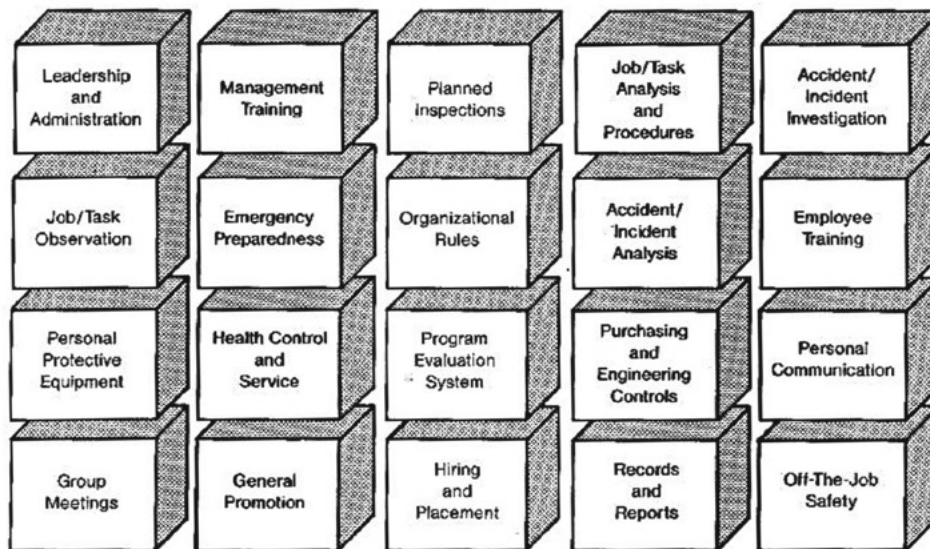 Leadership
and
Administration
Management
Training
Planned
Inspections
Job/Task
Analysis
and
Procedures
Accident/
Incident
Investigation
Job/Task
Observation
Emergency
Preparedness
Organizational
Rules
Accident/
Incident
Analysis
Employee
Training
Personal
Protective
Equipment
Health Control
and
Service
Program
Evaluation
System
Purchasing
and
Engineering
Controls
Personal
Communication
Group
Meetings
General
Promotion
Hiring
and
Placement
Records
and
Reports
Off-The-Job
Safety